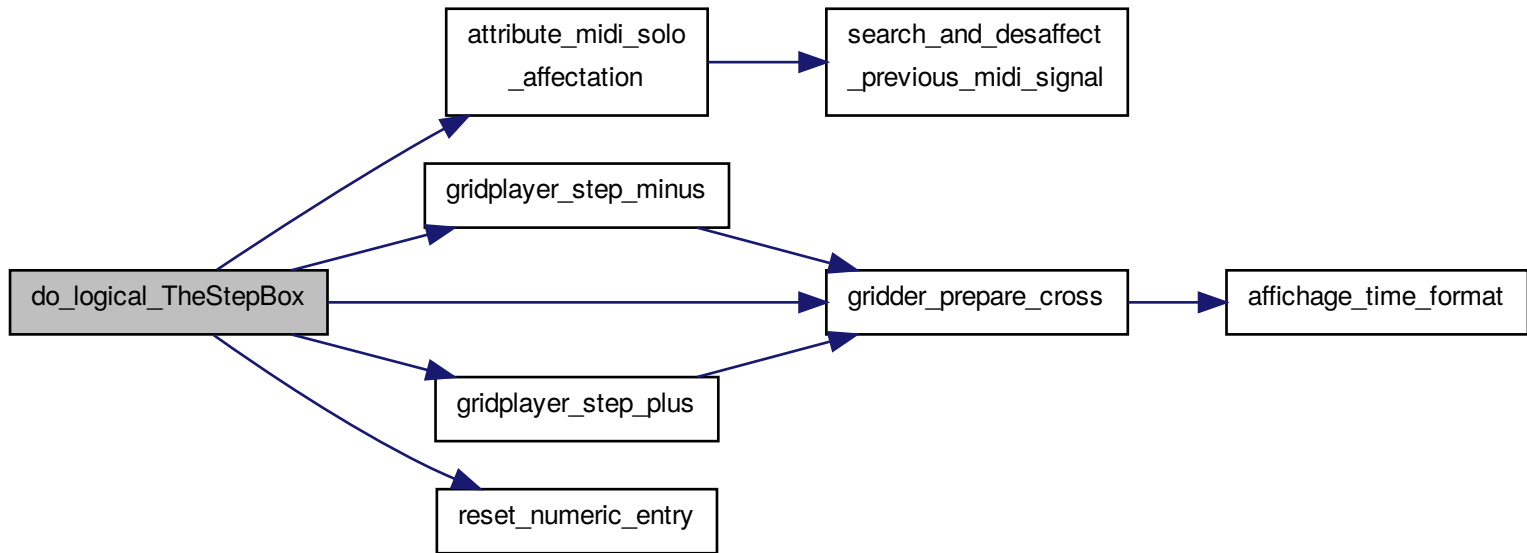 attribute_midi_solo
_affectation
search_and_desaffect
_previous_midi_signal
gridplayer_step_minus
do_logical_TheStepBox
gridder_prepare_cross
affichage_time_format
gridplayer_step_plus
reset_numeric_entry